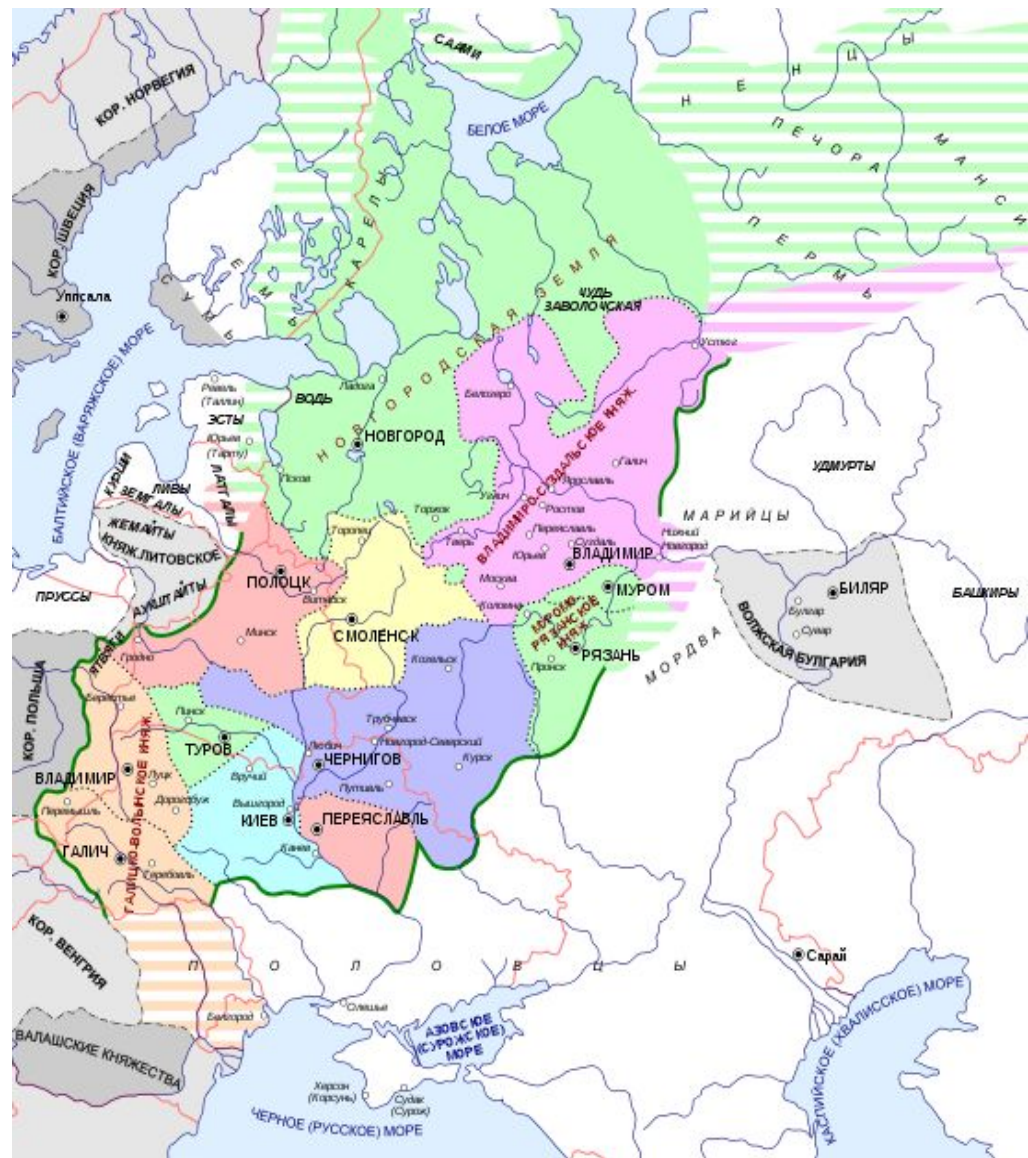 СААМИ
Н Е Н Ц Ы
КОР. НОРВЕГИЯ
БЕЛОЕ МОРЕ
ПЕЧОРА
МАНСИ
КОР. ШВЕЦИЯ
КАРЕЛЫ
ПЕРМЬ
Уппсала
СУМЬ
ЕМЬ
ЧУДЬ
ЗАВОЛОЧСКАЯ
НОВГОРОДСКАЯ ЗЕМЛЯ
Устюг
БАЛТИЙСКОЕ (ВАРЯЖСКОЕ) МОРЕ
Ревель
(Таллин)
Ладога
Белозеро
ВОДЬ
ЭСТЫ
Юрьев
(Тарту)
НОВГОРОД
ВЛАДИМИРО-СУЗДАЛЬСКОЕ КНЯЖ.
Галич
УДМУРТЫ
КУРШИ
ЛИВЫ
ЗЕМГАЛЫ
ЛАТГАЛЫ
Псков
Углич
Ярославль
Ростов
Торжок
Торопец
Тверь
Переяславль
Суздаль
Юрьев
Нижний
Новгород
МАРИЙЦЫ
ЖЕМАЙТЫ
КНЯЖ.ЛИТОВСКОЕ
ВЛАДИМИР
ПРУССЫ
АУКШТАЙТЫ
ПОЛОЦК
Витебск
Москва
Коломна
МУРОМ
БИЛЯР
Булгар
Сувар
БАШКИРЫ
ВОЛЖСКАЯ БУЛГАРИЯ
СМОЛЕНСК
МУРОМО-
РЯЗАНСКОЕ
КНЯЖ.
РЯЗАНЬ
Пронск
МОРДВА
Минск
ЯТВЯГИ
Гродно
Козельск
КОР. ПОЛЬША
Берестье
Пинск
ТУРОВ
Трубчевск
Новгород-Северский
Любич
ЧЕРНИГОВ
Курск
ВЛАДИМИР
Луцк
Вручий
Путивль
Перемышль
Дорогобуж
Вышгород
КИЕВ
ПЕРЕЯСЛАВЛЬ
ГАЛИЦКО-ВОЛЫНСКОЕ КНЯЖ.
Канев
ГАЛИЧ
Теребовль
КОР. ВЕНГРИЯ
П О Л О В Ц Ы
Сарай
Олешье
Белгород
АЗОВСКОЕ
(СУРОЖСКОЕ)
МОРЕ
ВАЛАШСКИЕ КНЯЖЕСТВА
Херсон
(Корсунь)
Судак
(Сурож)
ЧЕРНОЕ (РУССКОЕ) МОРЕ
КАСПИЙСКОЕ (ХВАЛИССКОЕ) МОРЕ